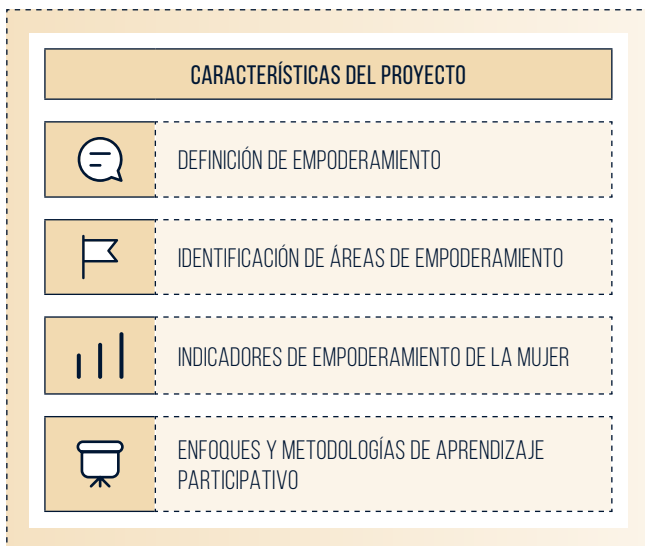 CARACTERÍSTICAS DEL PROYECTO
DEFINICIÓN DE EMPODERAMIENTO
IDENTIFICACIÓN DE ÁREAS DE EMPODERAMIENTO
INDICADORES DE EMPODERAMIENTO DE LA MUJER
ENFOQUES Y METODOLOGÍAS DE APRENDIZAJE
PARTICIPATIVO